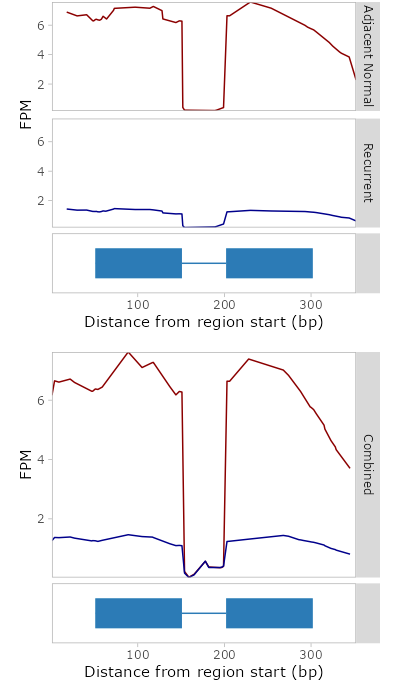 6
4
2
Adjacent Normal
FPM
6
4
2
Recurrent
100 200 300
Distance from region start (bp)
6
4
2
FPM
Combined
100 200 300
Distance from region start (bp)